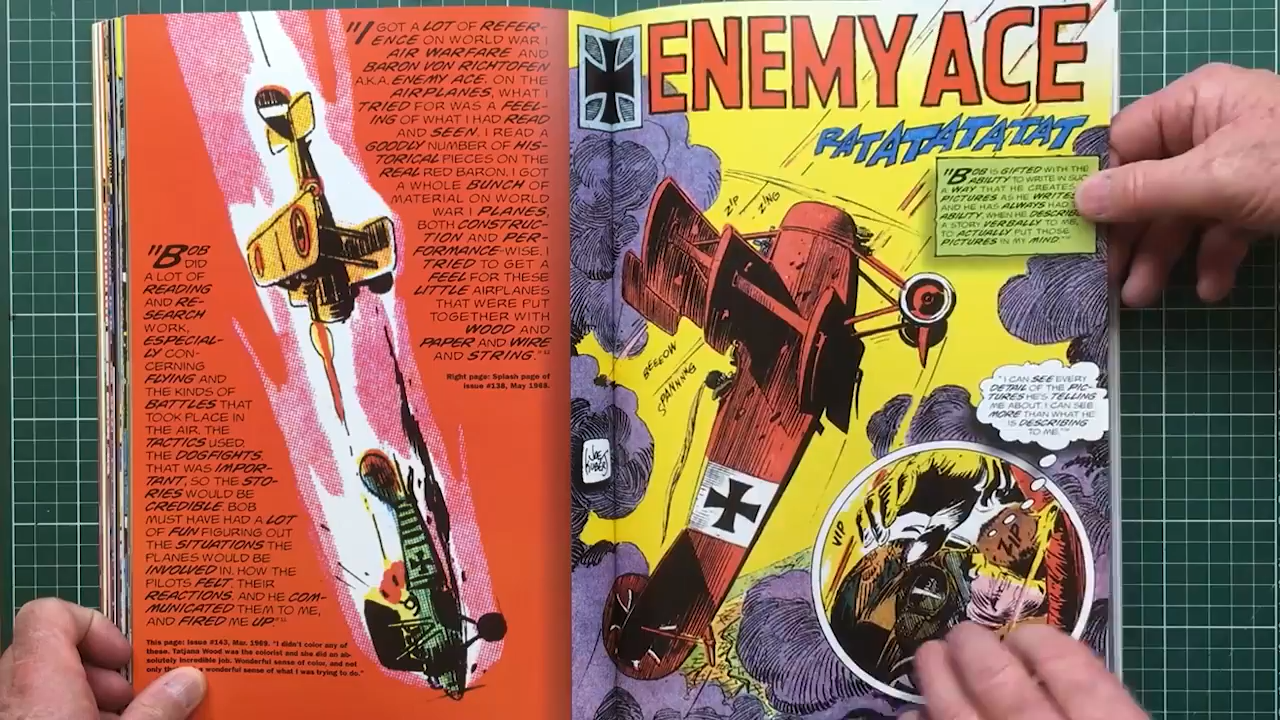 "I GOT A LOT OF REFER-
ENCE ON WORLD WAR I
AIR WARFARE AND
BARON VON RICHTOFEN
A.K.A. ENEMY ACE. ON THE
AIRPLANES, WHAT I
TRIED FOR WAS A FEEL-
ING OF WHAT I HAD READ
AND SEEN. I READ A
GOODLY NUMBER OF HIS-
TORICAL PIECES ON THE
REAL RED BARON. I GOT
A WHOLE BUNCH OF
MATERIAL ON WORLD
WAR I PLANES,
BOTH CONSTRUC-
TION AND PER-
FORMANCE-WISE. I
TRIED TO GET A
FEEL FOR THESE
LITTLE AIRPLANES
THAT WERE PUT
TOGETHER WITH
WOOD AND
PAPER AND WIRE
AND STRING."
Right page: Splash page of
issue #138, May 1968.
"BOB
DID
A LOT OF
READING
AND RE-
SEARCH
WORK,
ESPECIAL-
LY CON-
CERNING
FLYING AND
THE KINDS OF
BATTLES THAT
TOOK PLACE IN
THE AIR, THE
TACTICS USED,
THE DOGFIGHTS.
THAT WAS IMPOR-
TANT, SO THE STO-
RIES WOULD BE
CREDIBLE. BOB
MUST HAVE HAD A LOT
OF FUN FIGURING OUT
THE SITUATIONS THE
PLANES WOULD BE
INVOLVED IN, HOW THE
PILOTS FELT, THEIR
REACTIONS, AND HE COM-
MUNICATED THEM TO ME,
AND FIRED ME UP."
This page: Issue #143, Mar. 1969. "I didn't color any of
these. Tatjana Wood was the colorist and she did an ab-
solutely incredible job. Wonderful sense of color, and not
only wonderful sense of what I was trying to do."
ENEMY ACE
RATATATATAT
"BOB IS GIFTED WITH THE
ABILITY TO WRITE IN SUCH
A WAY THAT HE CREATES
PICTURES AS HE WRITES
AND HE HAS ALWAYS HAD
ABILITY. WHEN HE DESCRIBE
A STORY VERBALLY TO ME,
TO ACTUALLY PUT THOSE
PICTURES IN MY MIND"
ZIP
ZING
BEEEOW
SPANNNG
JOE
KUBERT
"I CAN SEE EVERY
DETAIL OF THE PIC-
TURES HE'S TELLING
ME ABOUT. I CAN SEE
MORE THAN WHAT HE
IS DESCRIBING
TO ME."
VIP
ZIP